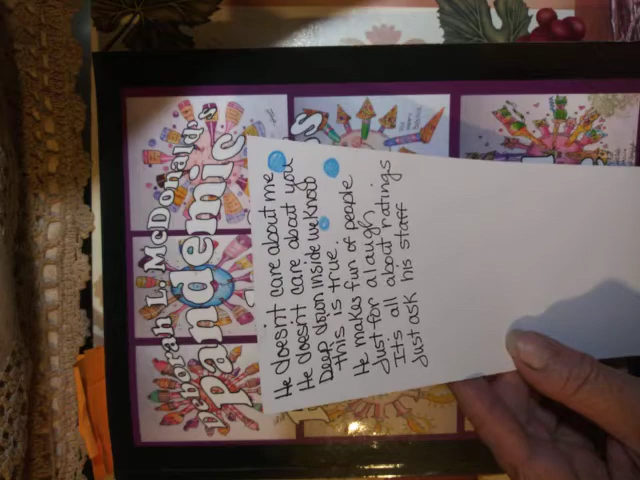 Deborah L. McDonald's
Pandemic
He doesn't care about me
He doesn't care about you
Deep down inside we know
this is true.
He makes fun of people
Just for a laugh
It's all about ratings
Just ask his staff